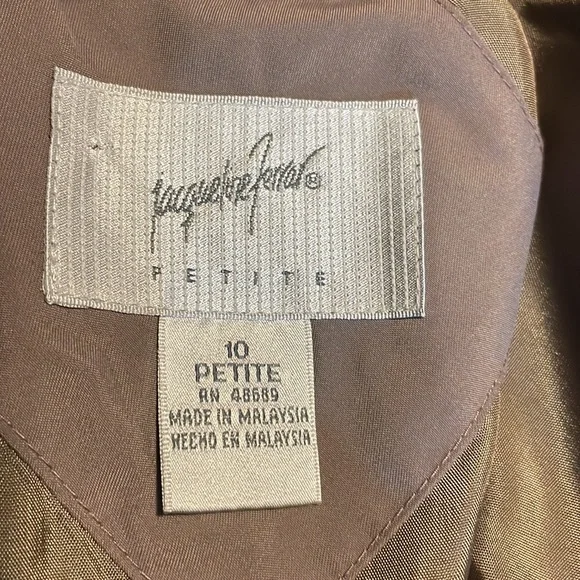 jacqueline ferrar®
PETITE
10
PETITE
RN 48689
MADE IN MALAYSIA
HECHO EN MALAYSIA